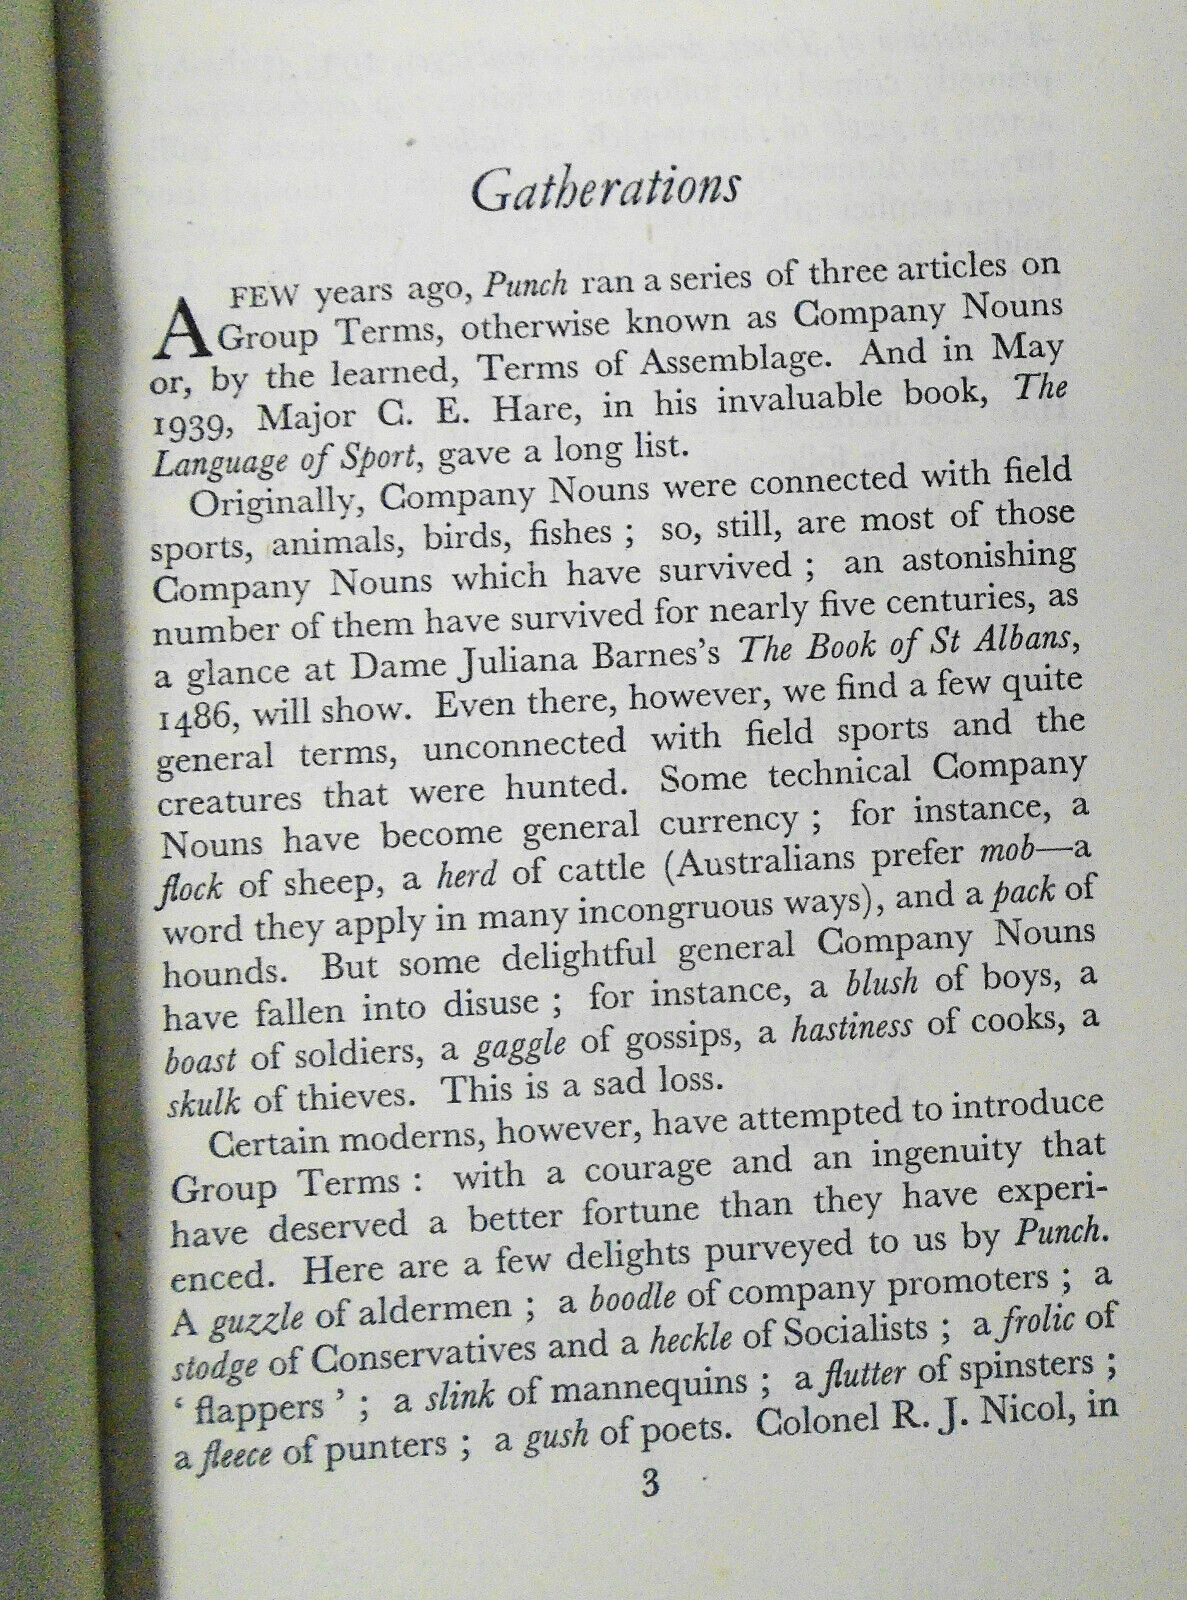 Gatherations
A FEW years ago, Punch ran a series of three articles on
Group Terms, otherwise known as Company Nouns
or, by the learned, Terms of Assemblage. And in May
1939, Major C. E. Hare, in his invaluable book, The
Language of Sport, gave a long list.
Originally, Company Nouns were connected with field
sports, animals, birds, fishes ; so, still, are most of those
Company Nouns which have survived ; an astonishing
number of them have survived for nearly five centuries, as
a glance at Dame Juliana Barnes's The Book of St Albans,
1486, will show. Even there, however, we find a few quite
general terms, unconnected with field sports and the
creatures that were hunted. Some technical Company
Nouns have become general currency ; for instance, a
flock of sheep, a herd of cattle (Australians prefer mob—a
word they apply in many incongruous ways), and a pack of
hounds. But some delightful general Company Nouns
have fallen into disuse ; for instance, a blush of boys, a
boast of soldiers, a gaggle of gossips, a hastiness of cooks, a
skulk of thieves. This is a sad loss.
Certain moderns, however, have attempted to introduce
Group Terms : with a courage and an ingenuity that
have deserved a better fortune than they have experi-
enced. Here are a few delights purveyed to us by Punch.
A guzzle of aldermen ; a boodle of company promoters ; a
stodge of Conservatives and a heckle of Socialists ; a frolic of
‘ flappers ’ ; a slink of mannequins ; a flutter of spinsters ;
a fleece of punters ; a gush of poets. Colonel R. J. Nicol, in
3